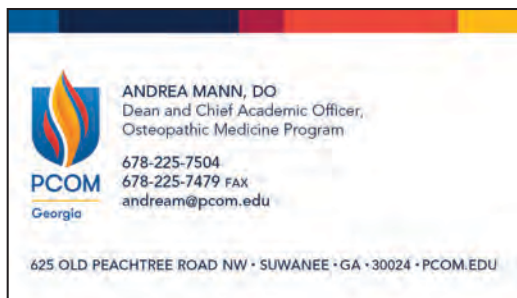 ANDREA MANN, DO
Dean and Chief Academic Officer,
Osteopathic Medicine Program
678-225-7504
678-225-7479 FAX
andream@pcom.edu
PCOM
Georgia
625 OLD PEACHTREE ROAD NW • SUWANEE • GA • 30024 • PCOM.EDU